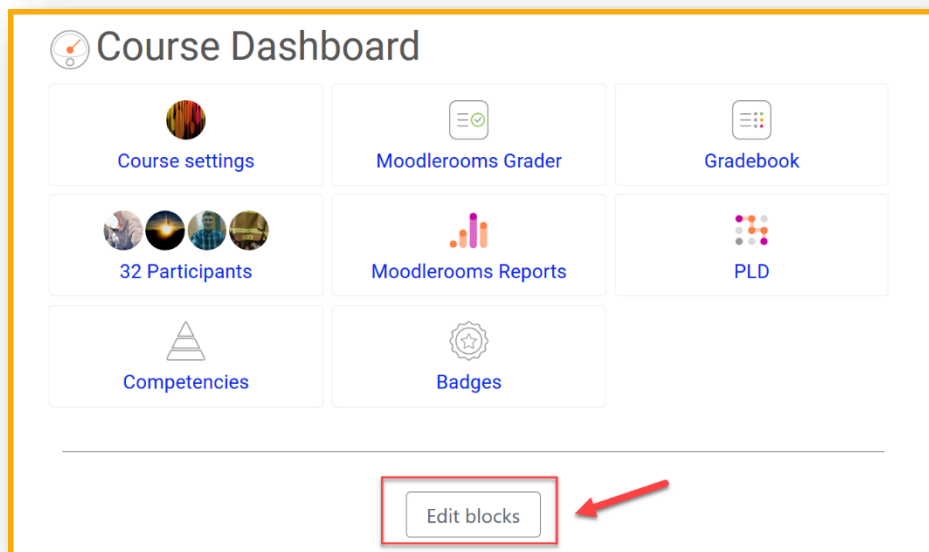 Course Dashboard
Course settings
Moodlerooms Grader
Gradebook
32 Participants
Moodlerooms Reports
PLD
Competencies
Badges
Edit blocks